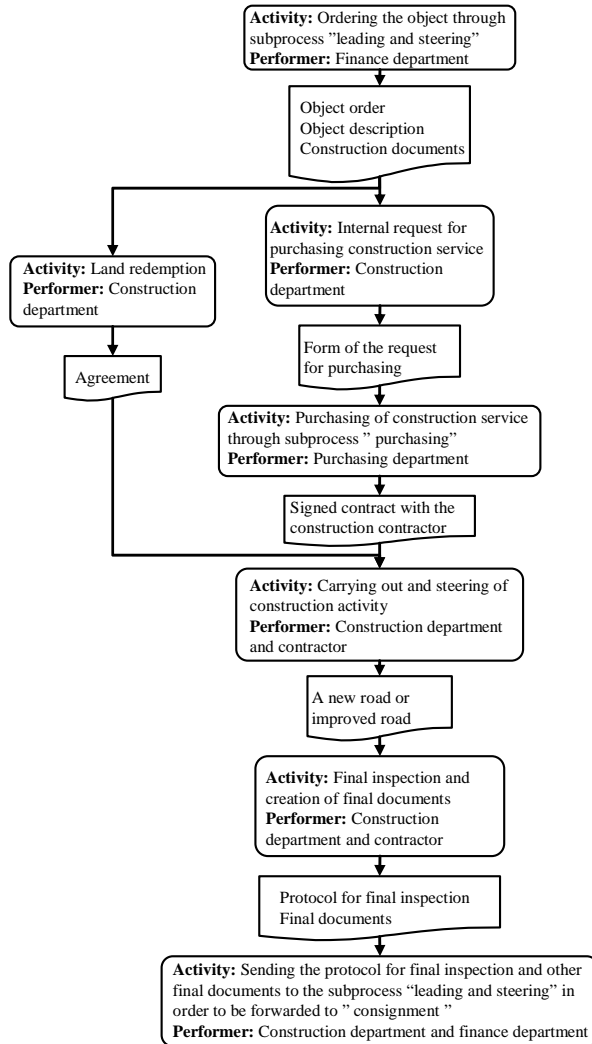 Activity: Ordering the object through
subprocess ”leading and steering”
Performer: Finance department
Object order
Object description
Construction documents
Activity: Land redemption
Performer: Construction
department
Agreement
Activity: Internal request for
purchasing construction service
Performer: Construction
department
Form of the request
for purchasing
Activity: Purchasing of construction service
through subprocess ” purchasing”
Performer: Purchasing department
Signed contract with the
construction contractor
Activity: Carrying out and steering of
construction activity
Performer: Construction department
and contractor
A new road or
improved road
Activity: Final inspection and
creation of final documents
Performer: Construction
department and contractor
Protocol for final inspection
Final documents
Activity: Sending the protocol for final inspection and other
final documents to the subprocess “leading and steering” in
order to be forwarded to ” consignment ”
Performer: Construction department and finance department